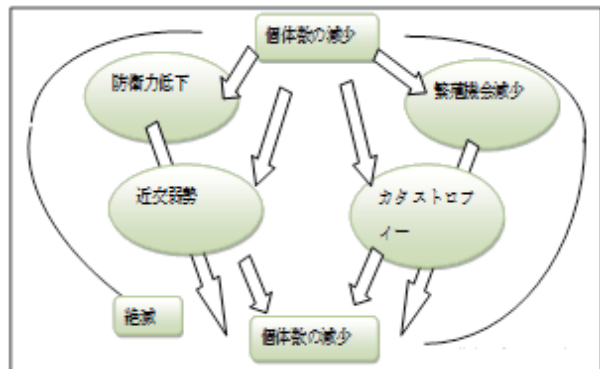 個体数の減少
防衛力低下
繁殖機会減少
近交弱勢
カタストロフ
ィー
絶滅
個体数の減少